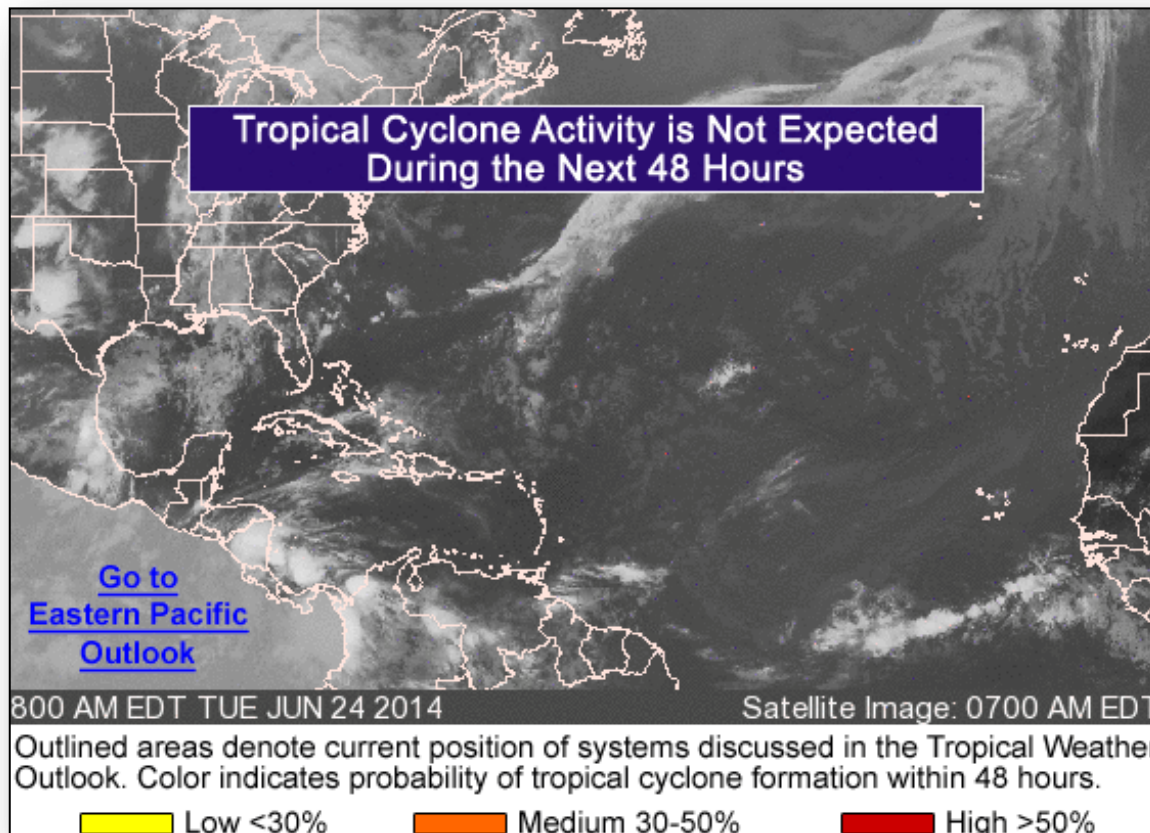 Tropical Cyclone Activity is Not Expected
During the Next 48 Hours
Go to
Eastern Pacific
Outlook
800 AM EDT TUE JUN 24 2014
Satellite Image: 0700 AM EDT
Outlined areas denote current position of systems discussed in the Tropical Weather
Outlook. Color indicates probability of tropical cyclone formation within 48 hours.
Low <30%
Medium 30-50%
High >50%